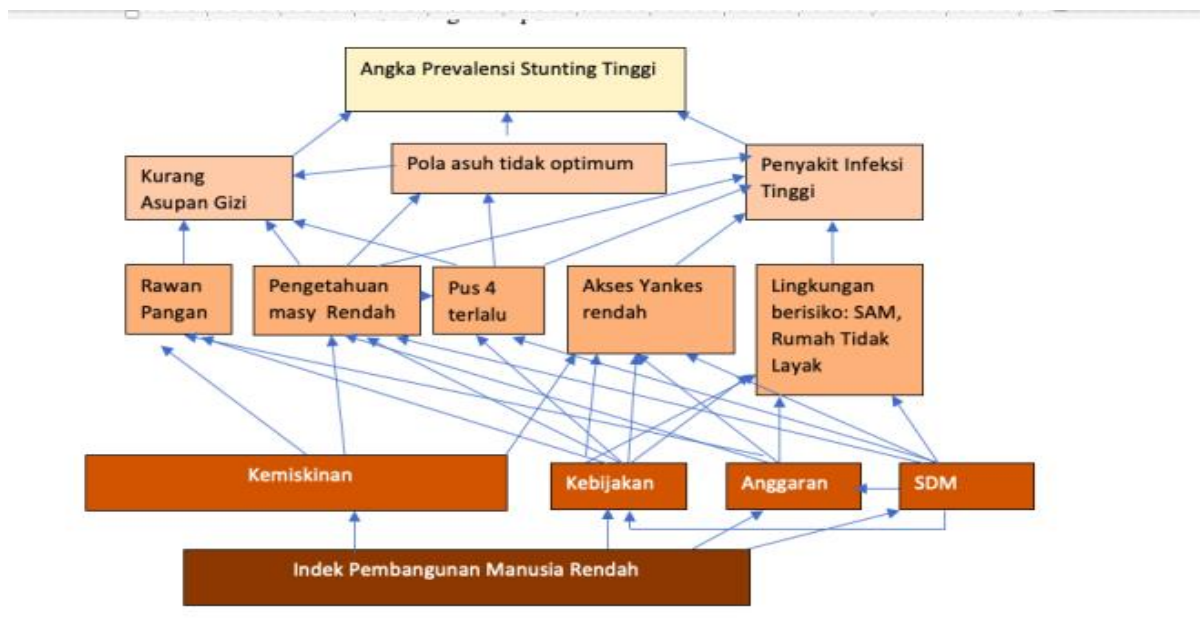 Angka Prevalensi Stunting Tinggi
Kurang
Asupan Gizi
Pola asuh tidak optimum
Penyakit Infeksi
Tinggi
Rawan
Pangan
Pengetahuan
masy Rendah
Pus 4
terlalu
Akses Yankes
rendah
Lingkungan
berisiko: SAM,
Rumah Tidak
Layak
Kemiskinan
Kebijakan
Anggaran
SDM
Indek Pembangunan Manusia Rendah